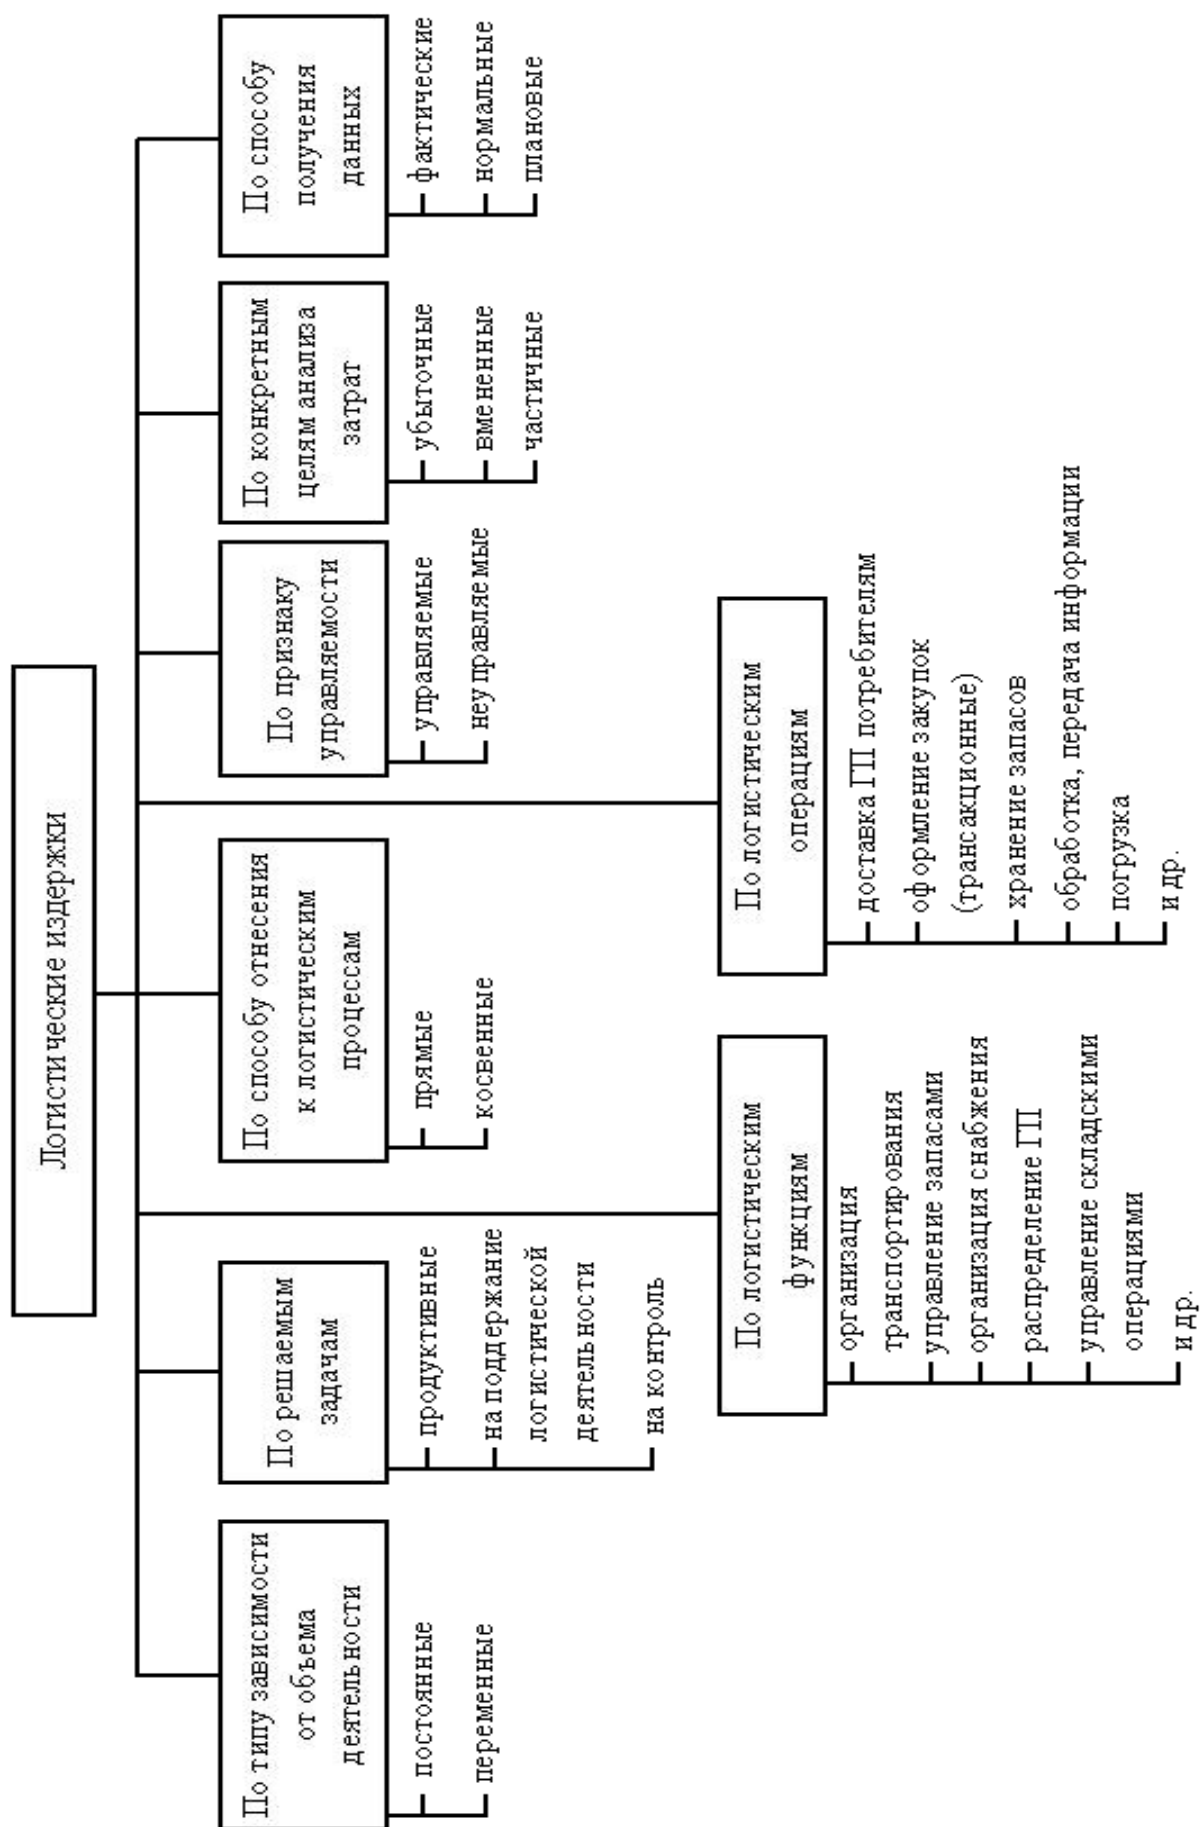 Логистические издержки
По типу зависимости
от объема
деятельности
постоянные
переменные
По решаемым
задачам
продуктивные
на поддержание
логистической
деятельности
на контроль
По способу отнесения
к логистическим
процессам
прямые
косвенные
По признаку
управляемости
управляемые
неуправляемые
По конкретным
целям анализа
затрат
убыточные
вмененные
частичные
По способу
получения
данных
фактические
нормальные
плановые
По логистическим
функциям
организация
транспортирования
управление запасами
организация снабжения
распределение ГП
управление складскими
операциями
и др.
По логистическим
операциям
доставка ГП потребителям
оформление закупок
(трансакционные)
хранение запасов
обработка, передача информации
погрузка
и др.